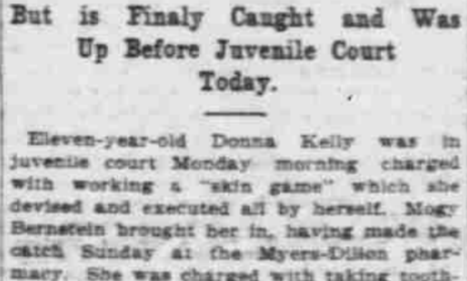 But is Finaly Caught and Was
Up Before Juvenile Court
Today.
Eleven-year-old Donna Kelly was in
juvenile court Monday morning charged
with working a "skin game" which she
devised and executed all by herself. Mogy
Bernstein brought her in, having made the
catch Sunday at the Myers-Dillon phar-
macy. She was charged with taking tooth-